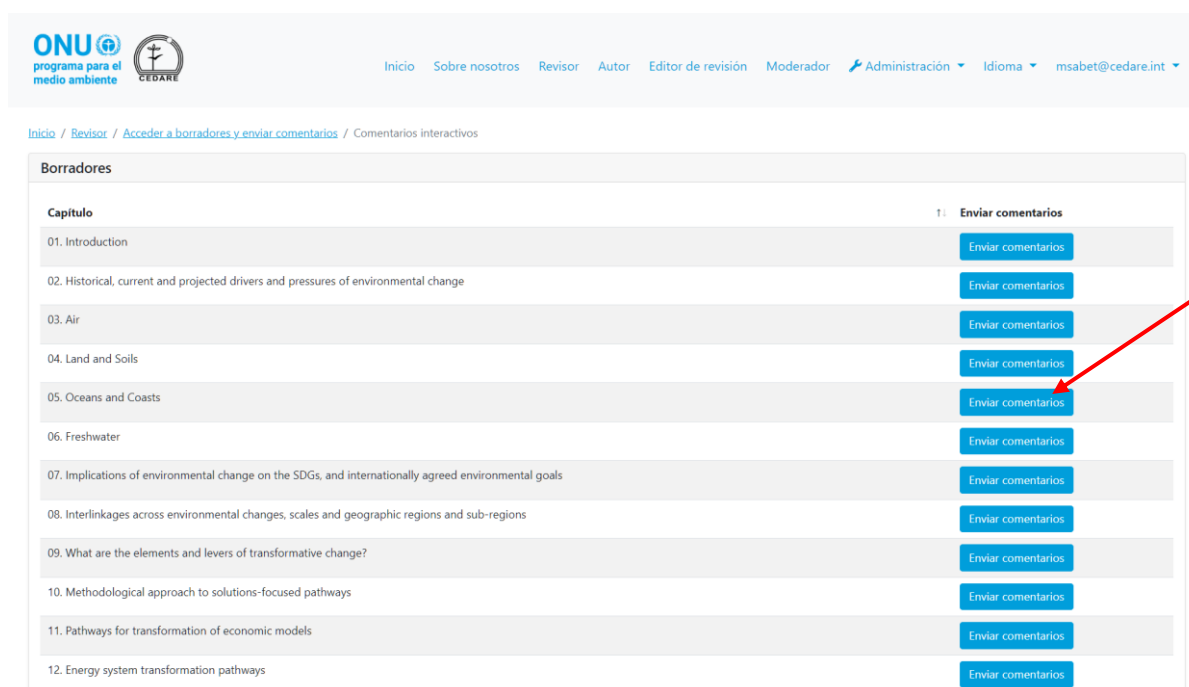 ONU
programa para el
medio ambiente
CEDARE
Inicio Sobre nosotros Revisor Autor Editor de revisión Moderador Administración Idioma msabet@cedare.int
Inicio / Revisor / Acceder a borradores y enviar comentarios / Comentarios interactivos
Borradores
Capítulo Enviar comentarios
01. Introduction Enviar comentarios
02. Historical, current and projected drivers and pressures of environmental change Enviar comentarios
03. Air Enviar comentarios
04. Land and Soils Enviar comentarios
05. Oceans and Coasts Enviar comentarios
06. Freshwater Enviar comentarios
07. Implications of environmental change on the SDGs, and internationally agreed environmental goals Enviar comentarios
08. Interlinkages across environmental changes, scales and geographic regions and sub-regions Enviar comentarios
09. What are the elements and levers of transformative change? Enviar comentarios
10. Methodological approach to solutions-focused pathways Enviar comentarios
11. Pathways for transformation of economic models Enviar comentarios
12. Energy system transformation pathways Enviar comentarios